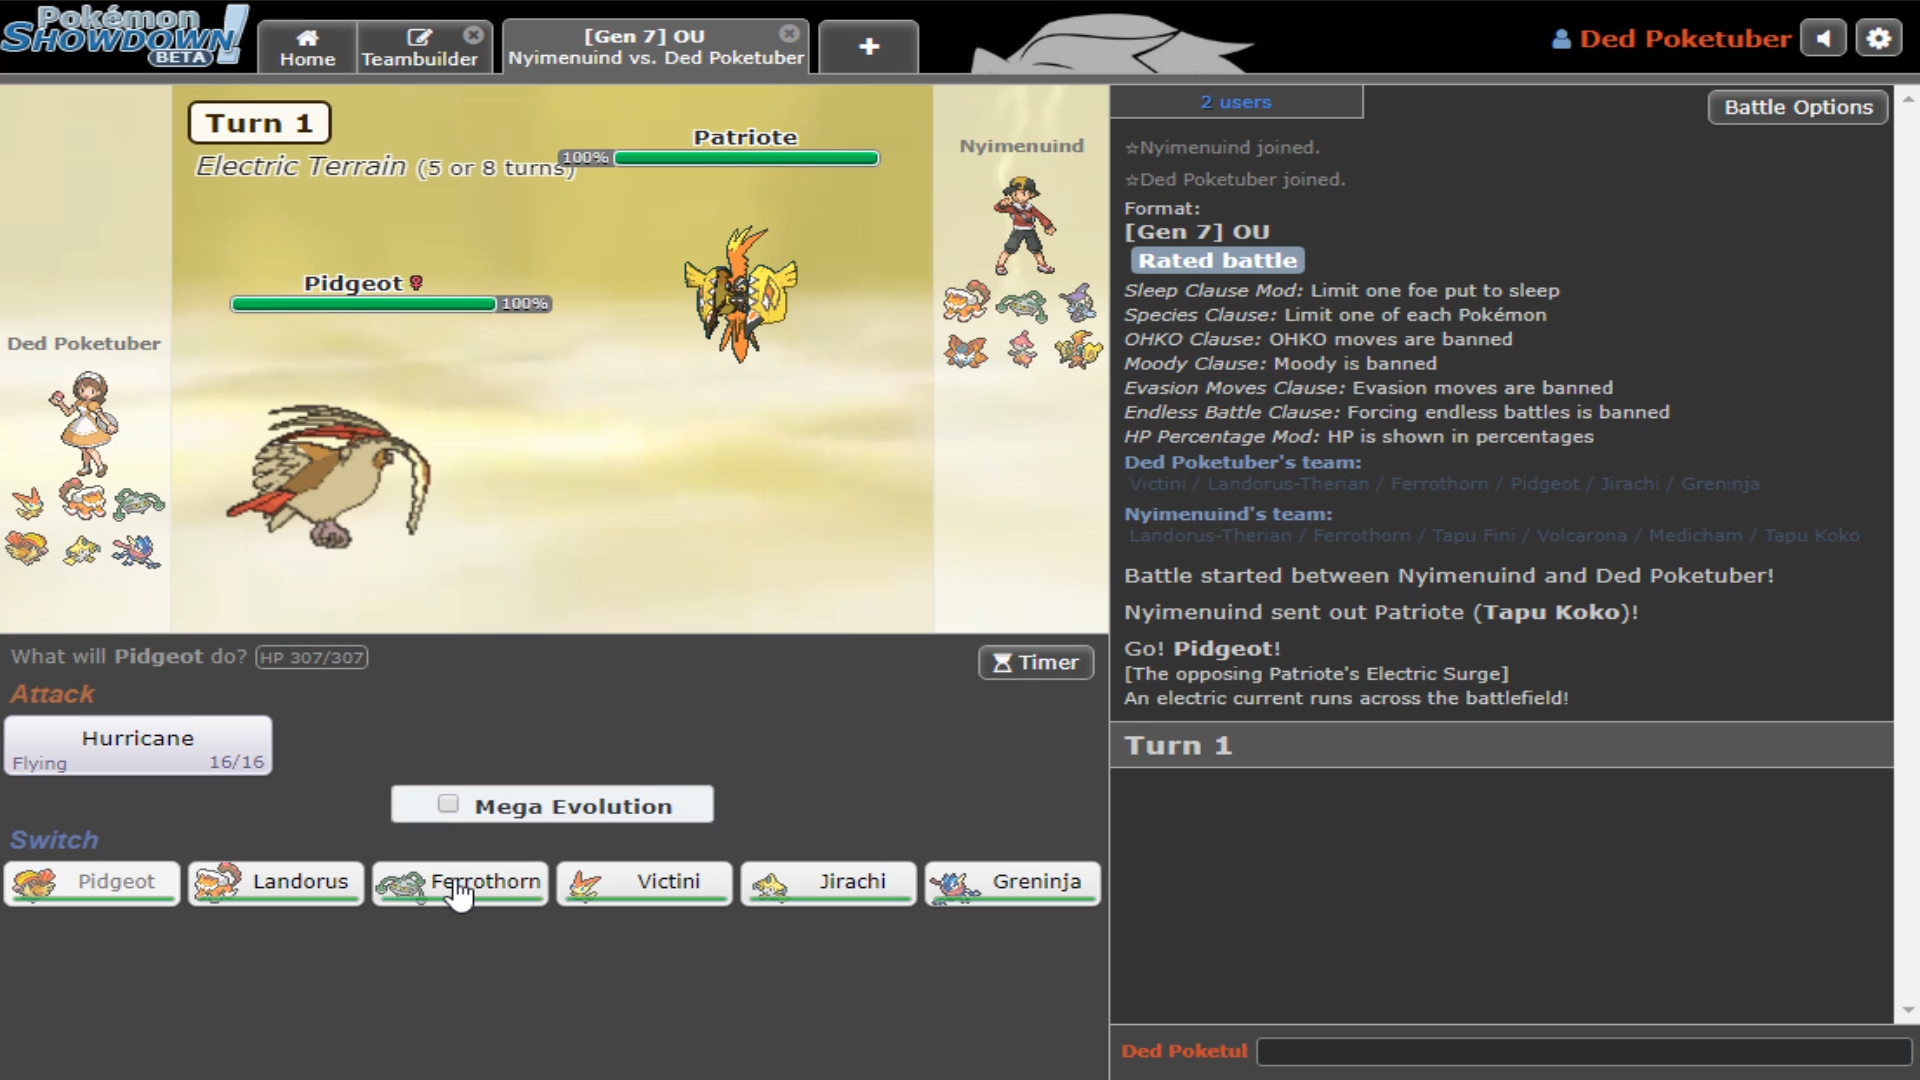 Pokémon
SHOWDOWN!
BETA
Home
Teambuilder
[Gen 7] OU
Nyimenuind vs. Ded Poketuber
Ded Poketuber
Turn 1
Electric Terrain (5 or 8 turns)
Patriote
100%
Pidgeot
100%
Ded Poketuber
Nyimenuind
2 users
Battle Options
☆Nyimenuind joined.
☆Ded Poketuber joined.
Format:
[Gen 7] OU
Rated battle
Sleep Clause Mod: Limit one foe put to sleep
Species Clause: Limit one of each Pokémon
OHKO Clause: OHKO moves are banned
Moody Clause: Moody is banned
Evasion Moves Clause: Evasion moves are banned
Endless Battle Clause: Forcing endless battles is banned
HP Percentage Mod: HP is shown in percentages
Ded Poketuber's team:
Victini / Landorus-Therian / Ferrothorn / Pidgeot / Jirachi / Greninja
Nyimenuind's team:
Landorus-Therian / Ferrothorn / Tapu Fini / Volcarona / Medicham / Tapu Koko
Battle started between Nyimenuind and Ded Poketuber!
Nyimenuind sent out Patriote (Tapu Koko)!
Go! Pidgeot!
[The opposing Patriote's Electric Surge]
An electric current runs across the battlefield!
Turn 1
What will Pidgeot do? HP 307/307
Timer
Attack
Hurricane
Flying 16/16
Mega Evolution
Switch
Pidgeot
Landorus
Ferrothorn
Victini
Jirachi
Greninja
Ded Poketul